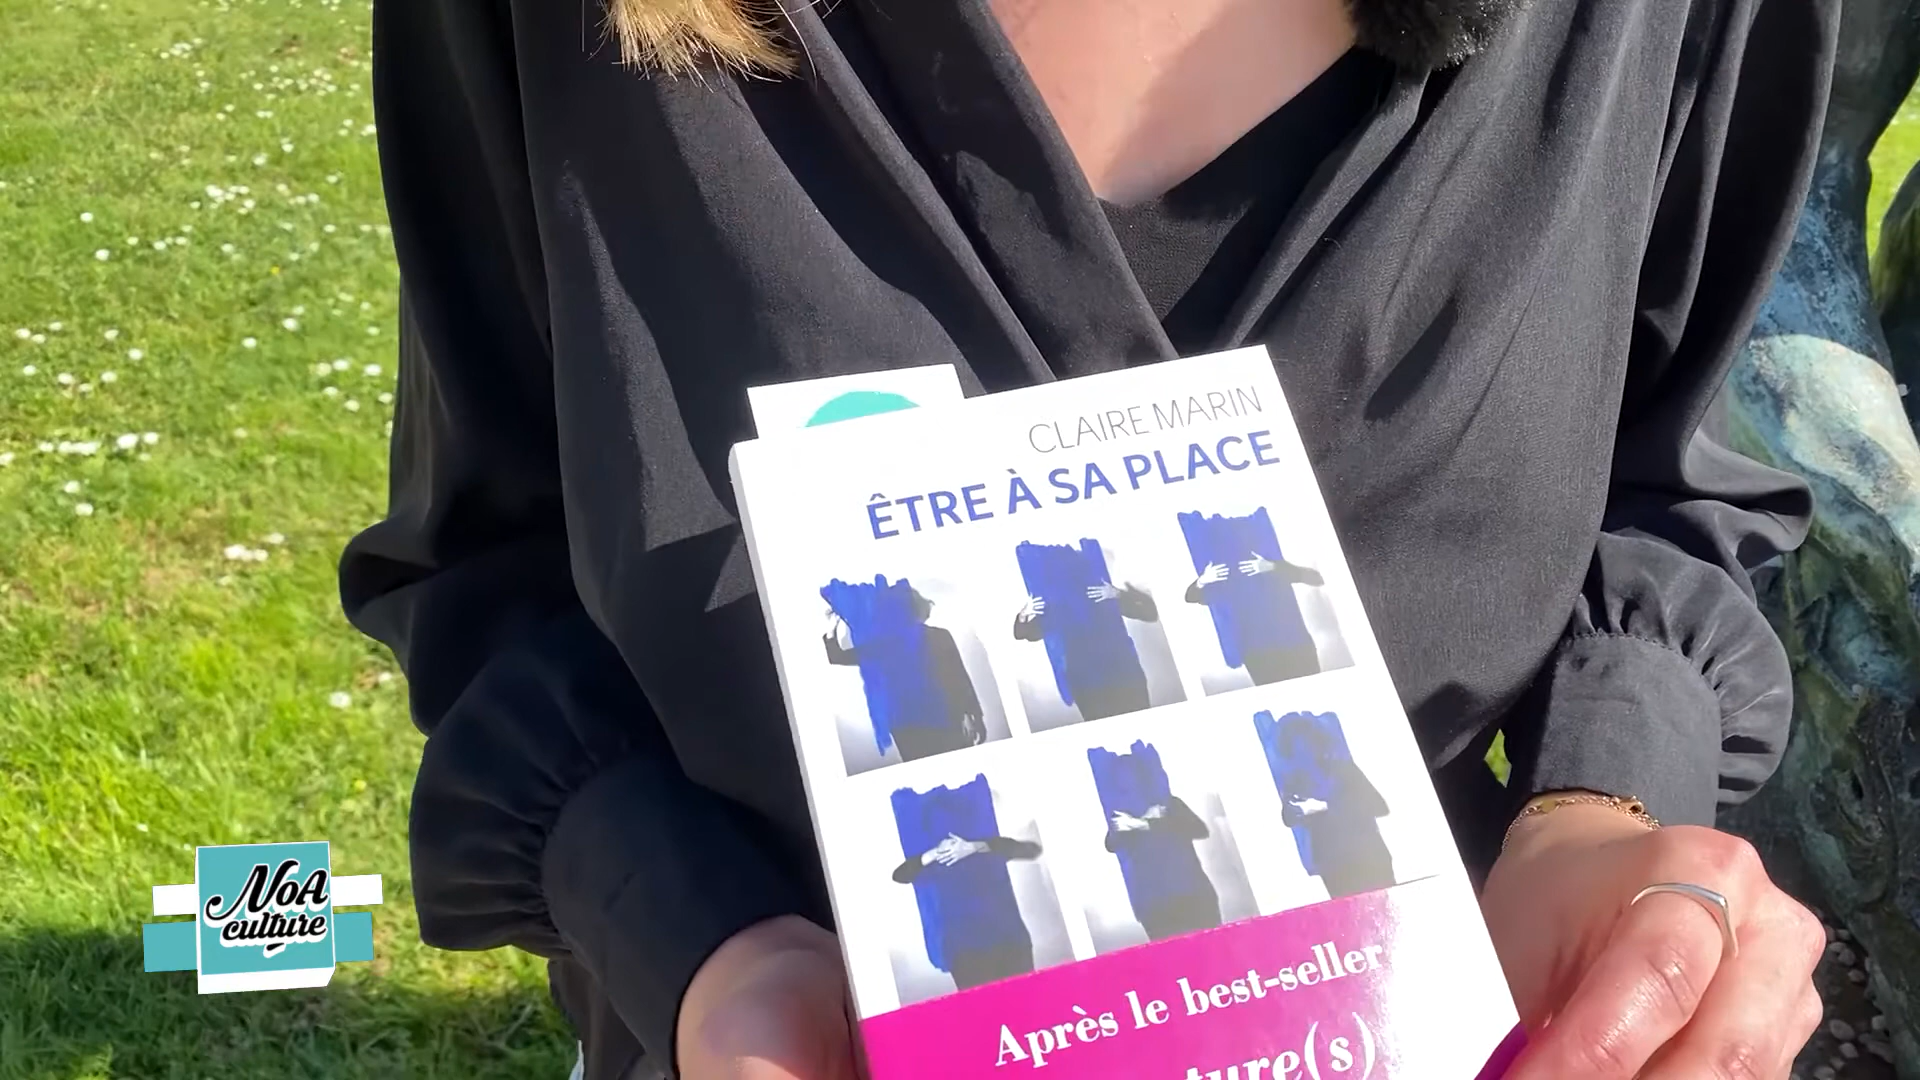 CLAIRE MARIN
ÊTRE À SA PLACE
Après le best-seller
ture(s)
NoA
culture